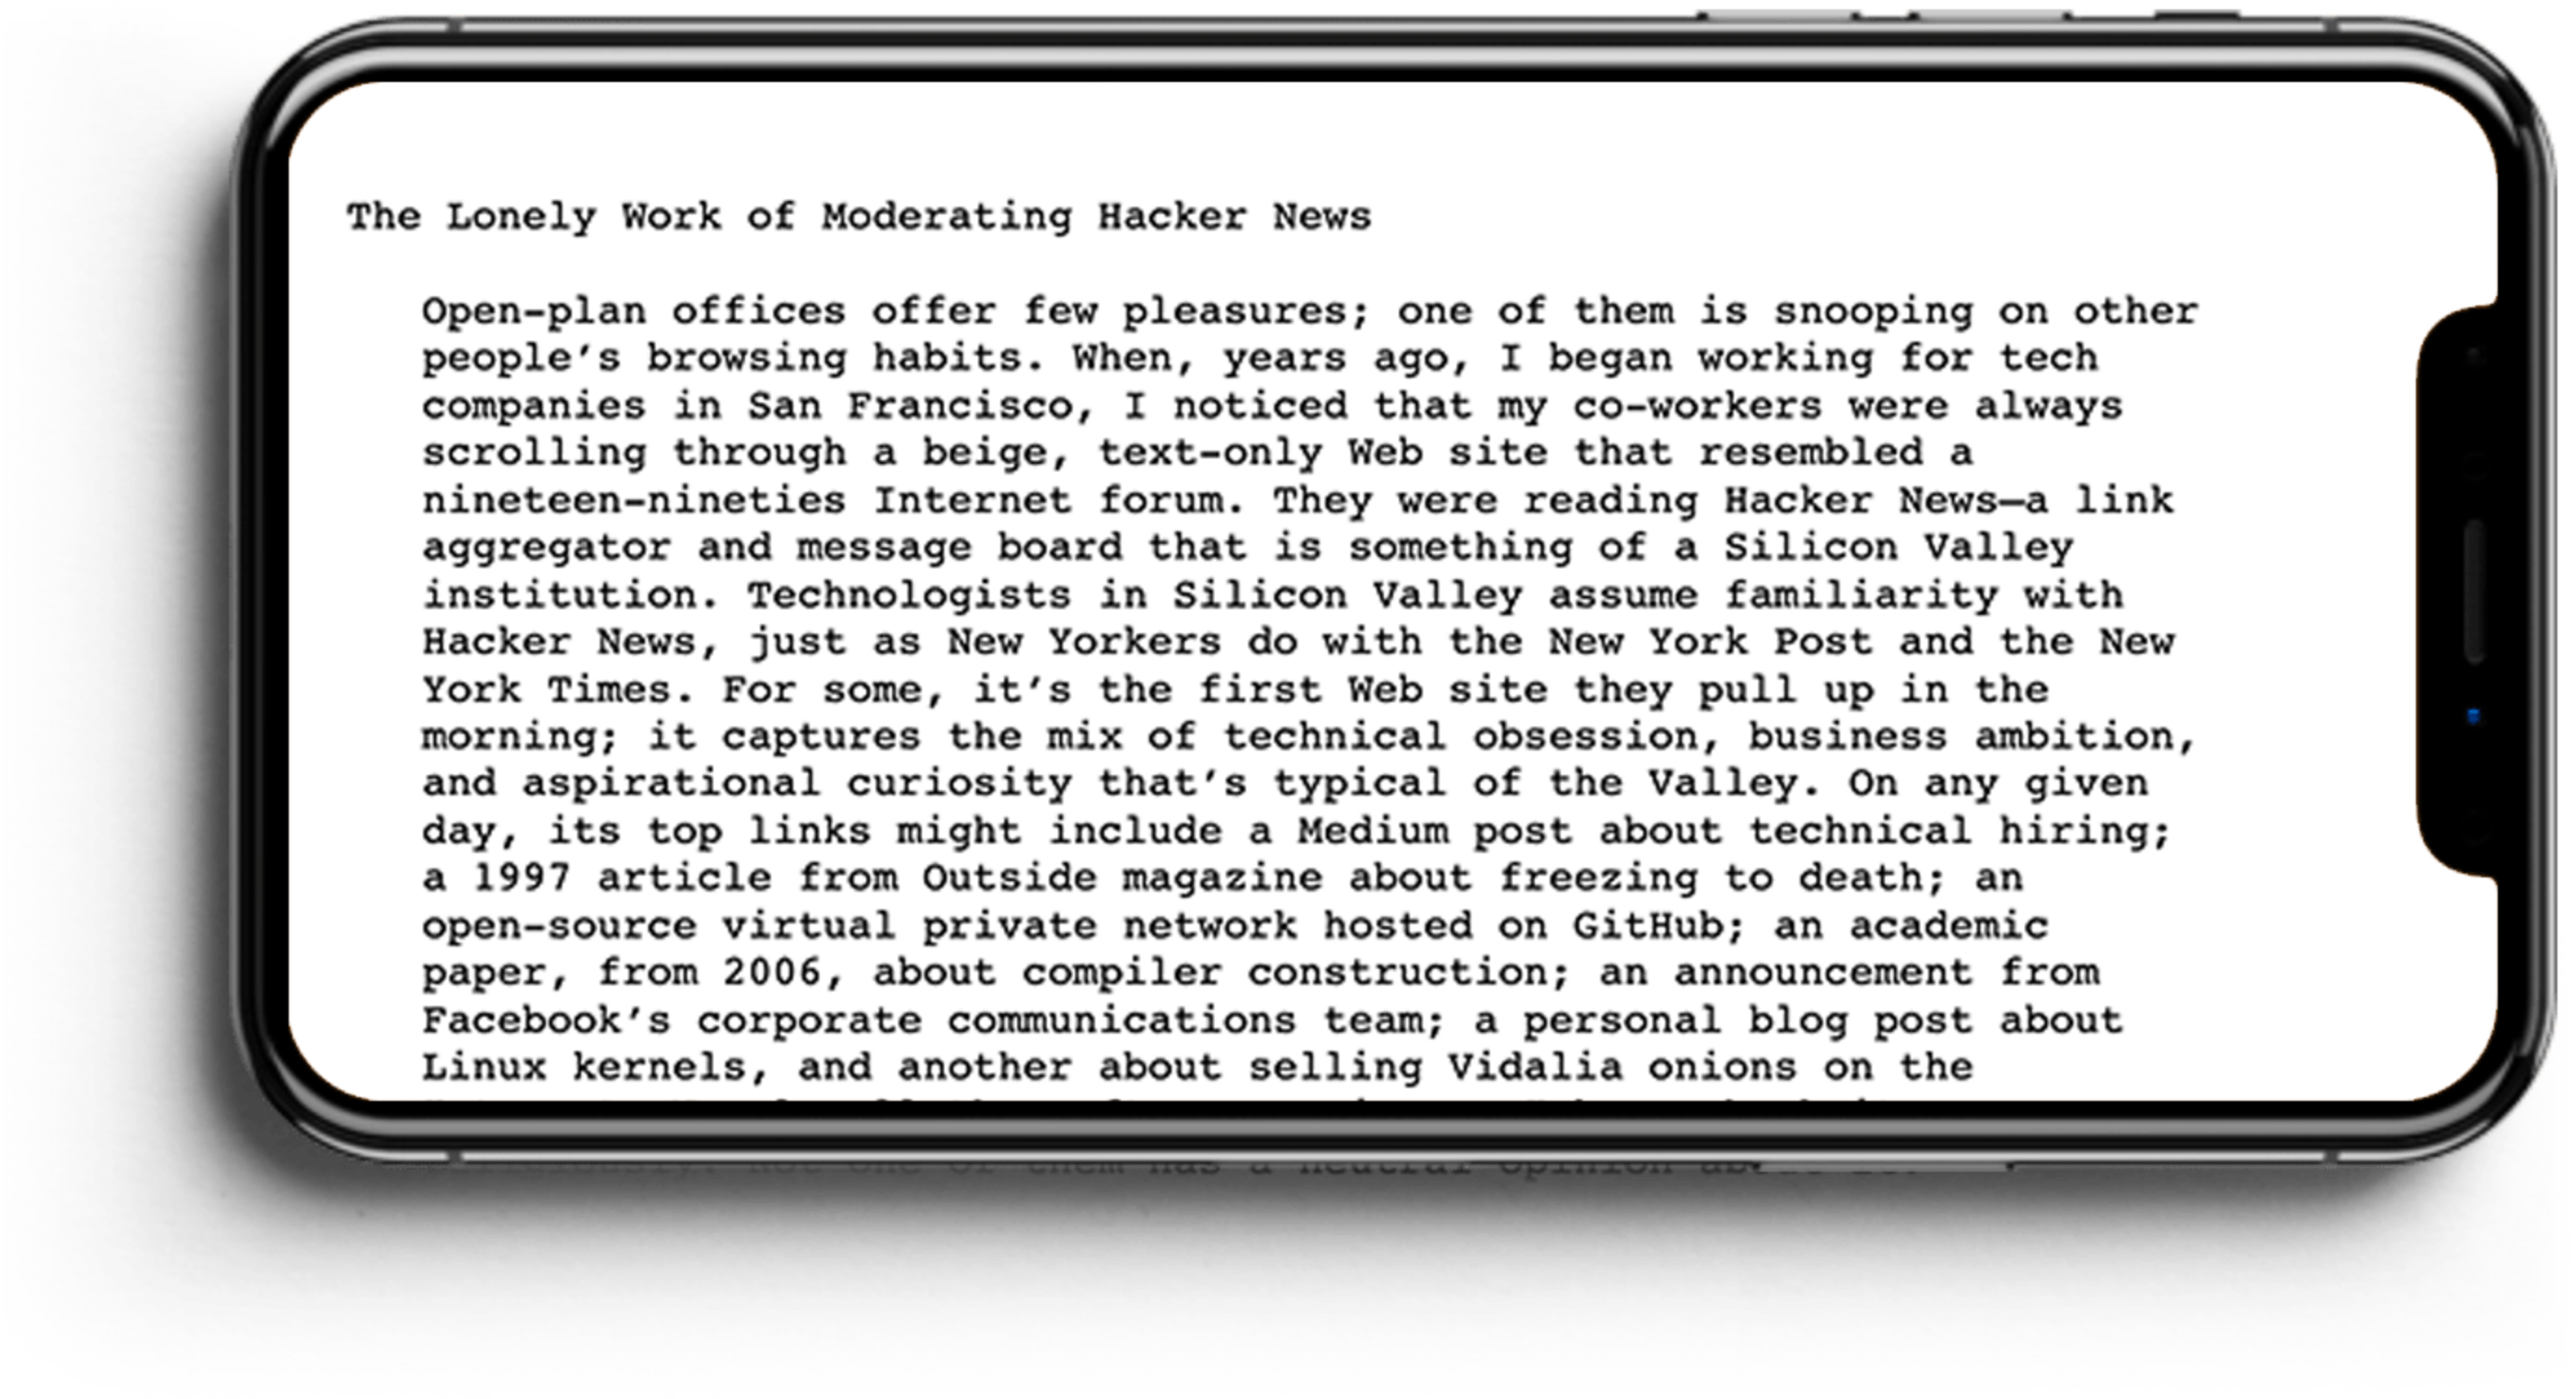 The Lonely Work of Moderating Hacker News
Open-plan offices offer few pleasures; one of them is snooping on other
people’s browsing habits. When, years ago, I began working for tech
companies in San Francisco, I noticed that my co-workers were always
scrolling through a beige, text-only Web site that resembled a
nineteen-nineties Internet forum. They were reading Hacker News—a link
aggregator and message board that is something of a Silicon Valley
institution. Technologists in Silicon Valley assume familiarity with
Hacker News, just as New Yorkers do with the New York Post and the New
York Times. For some, it’s the first Web site they pull up in the
morning; it captures the mix of technical obsession, business ambition,
and aspirational curiosity that’s typical of the Valley. On any given
day, its top links might include a Medium post about technical hiring;
a 1997 article from Outside magazine about freezing to death; an
open-source virtual private network hosted on GitHub; an academic
paper, from 2006, about compiler construction; an announcement from
Facebook’s corporate communications team; a personal blog post about
Linux kernels, and another about selling Vidalia onions on the
Not one of them has a neutral opinion